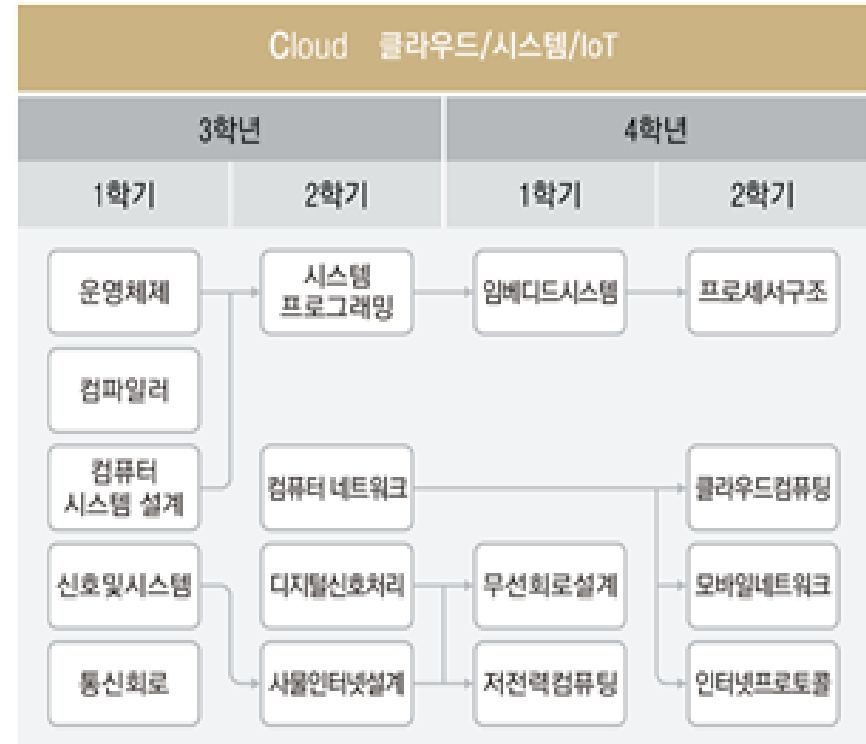 Cloud 클라우드/시스템/IoT
3학년 4학년
1학기 2학기 1학기 2학기
운영체제
시스템
프로그래밍
임베디드시스템
프로세서구조
컴파일러
컴퓨터
시스템 설계
컴퓨터 네트워크
클라우드컴퓨팅
신호및시스템
디지털신호처리
무선회로설계
모바일네트워크
통신회로
사물인터넷설계
저전력컴퓨팅
인터넷프로토콜